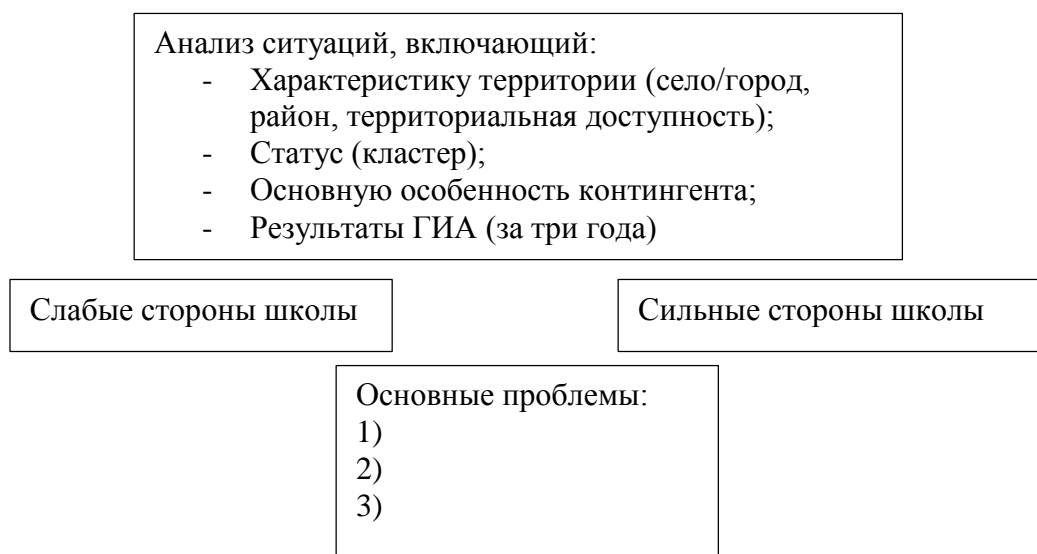 Анализ ситуаций, включающий:
- Характеристику территории (село/город,
район, территориальная доступность);
- Статус (кластер);
- Основную особенность контингента;
- Результаты ГИА (за три года)
Слабые стороны школы
Сильные стороны школы
Основные проблемы:
1)
2)
3)